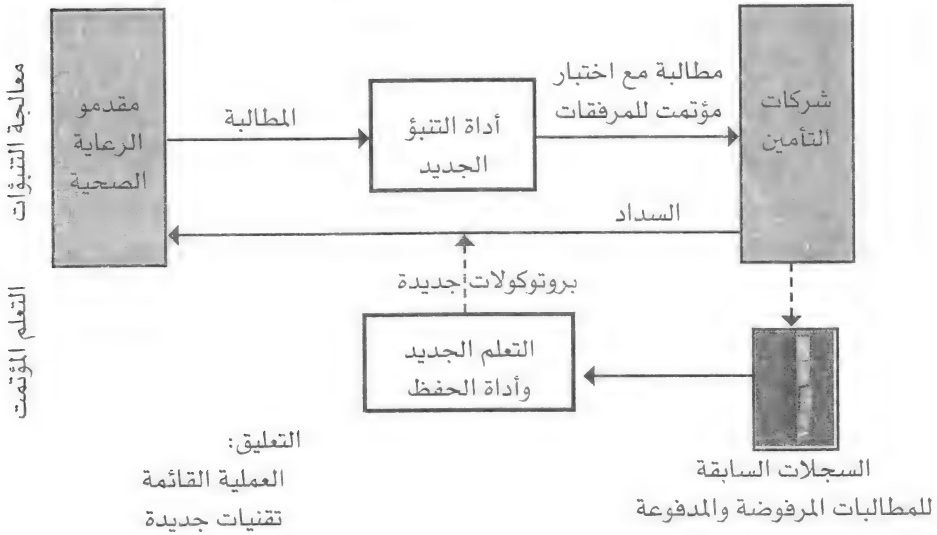 معالجة التنبؤات
مقدمو
الرعاية
الصحية
المطالبة
أداة التنبؤ
الجديد
مطالبة مع اختبار
مؤتمت للمرفقات
شركات
التأمين
السداد
بروتوكولات جديدة
التعلم المؤتمت
التعلم الجديد
وأداة الحفظ
السجلات السابقة
للمطالبات المرفوضة والمدفوعة
التعليق:
العملية القائمة
تقنيات جديدة